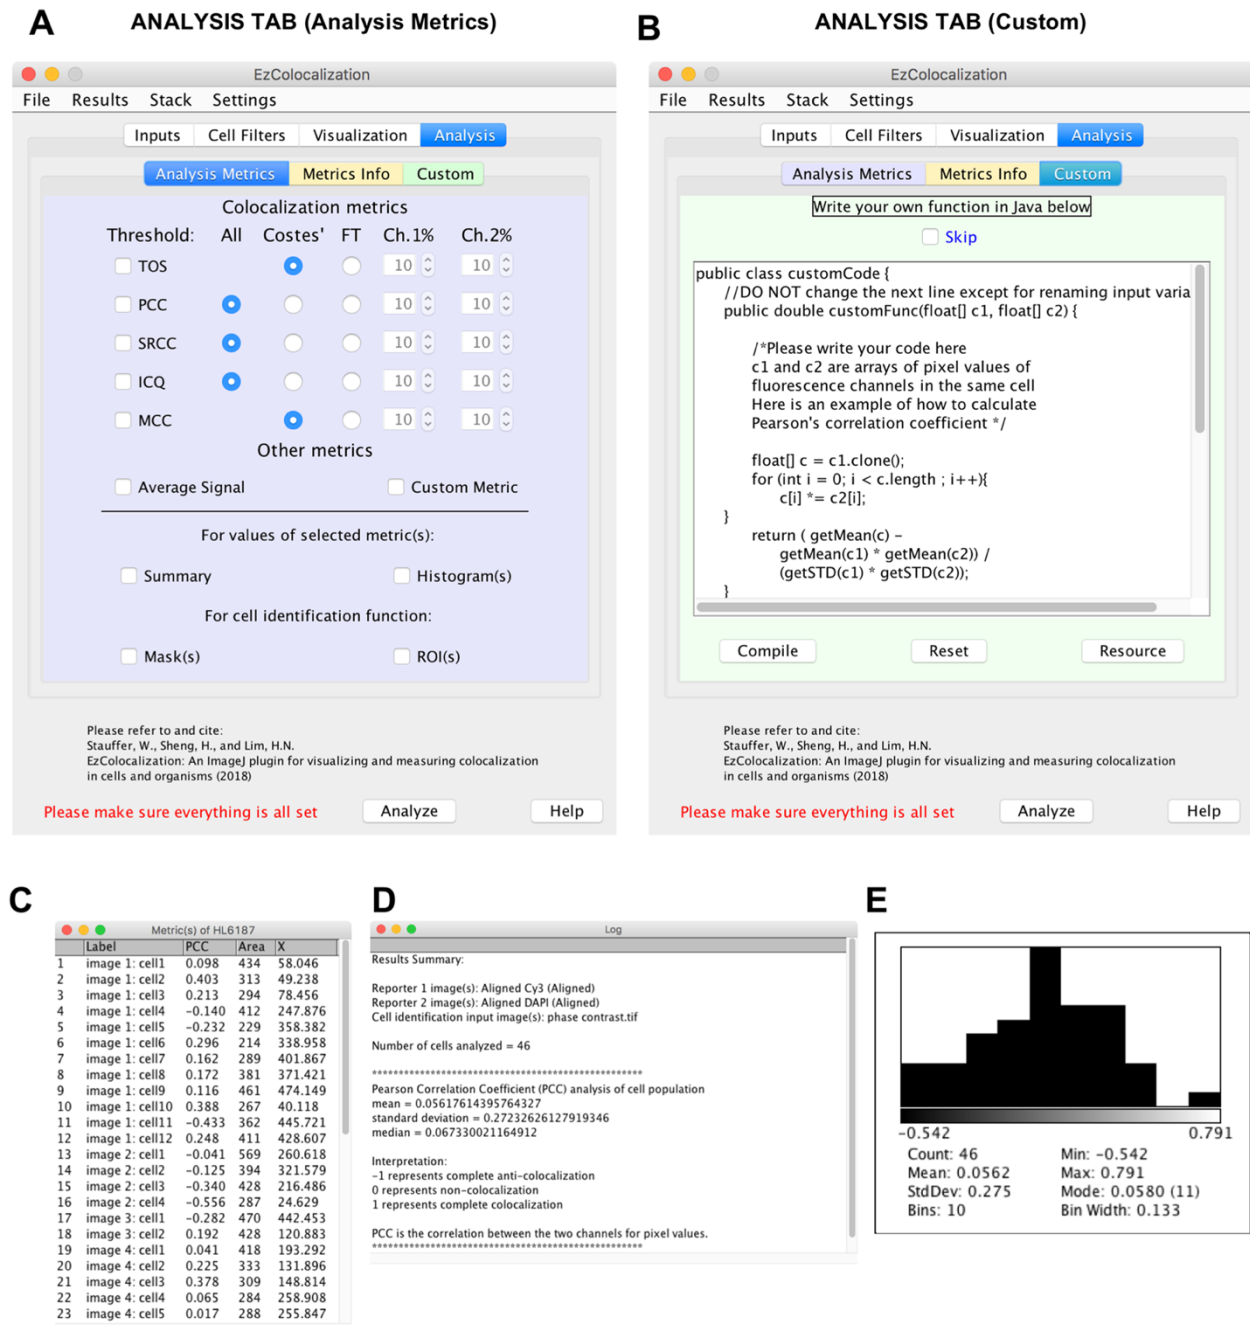 A
ANALYSIS TAB (Analysis Metrics)
EzColocalization
File Results Stack Settings
Inputs Cell Filters Visualization Analysis
Analysis Metrics Metrics Info Custom
Colocalization metrics
Threshold: All Costes' FT Ch.1% Ch.2%
TOS 10 10
PCC 10 10
SRCC 10 10
ICQ 10 10
MCC 10 10
Other metrics
Average Signal Custom Metric
For values of selected metric(s):
Summary Histogram(s)
For cell identification function:
Mask(s) ROI(s)
Please refer to and cite:
Stauffer, W., Sheng, H., and Lim, H.N.
EzColocalization: An ImageJ plugin for visualizing and measuring colocalization
in cells and organisms (2018)
Please make sure everything is all set Analyze Help
B
ANALYSIS TAB (Custom)
EzColocalization
File Results Stack Settings
Inputs Cell Filters Visualization Analysis
Analysis Metrics Metrics Info Custom
Write your own function in Java below
Skip
public class customCode {
//DO NOT change the next line except for renaming input varia
public double customFunc(float[] c1, float[] c2) {
/*Please write your code here
c1 and c2 are arrays of pixel values of
fluorescence channels in the same cell
Here is an example of how to calculate
Pearson's correlation coefficient */
float[] c = c1.clone();
for (int i = 0; i < c.length ; i++){
c[i] *= c2[i];
}
return ( getMean(c) -
getMean(c1) * getMean(c2)) /
(getSTD(c1) * getSTD(c2));
}
Compile Reset Resource
Please refer to and cite:
Stauffer, W., Sheng, H., and Lim, H.N.
EzColocalization: An ImageJ plugin for visualizing and measuring colocalization
in cells and organisms (2018)
Please make sure everything is all set Analyze Help
C
Metric(s) of HL6187
Label PCC Area X
1 image 1: cell1 0.098 434 58.046
2 image 1: cell2 0.403 313 49.238
3 image 1: cell3 0.213 294 78.456
4 image 1: cell4 -0.140 412 247.876
5 image 1: cell5 -0.232 229 358.382
6 image 1: cell6 0.296 214 338.958
7 image 1: cell7 0.162 289 401.867
8 image 1: cell8 0.172 381 371.421
9 image 1: cell9 0.116 461 474.149
10 image 1: cell10 0.388 267 40.118
11 image 1: cell11 -0.433 362 445.721
12 image 1: cell12 0.248 411 428.607
13 image 2: cell1 -0.041 569 260.618
14 image 2: cell2 -0.125 394 321.579
15 image 2: cell3 -0.340 428 216.486
16 image 2: cell4 -0.556 287 24.629
17 image 3: cell1 -0.282 470 442.453
18 image 3: cell2 0.192 428 120.883
19 image 4: cell1 0.041 418 193.292
20 image 4: cell2 0.225 333 131.896
21 image 4: cell3 0.378 309 148.814
22 image 4: cell4 0.065 284 258.908
23 image 4: cell5 0.017 288 255.847
D
Log
Results Summary:
Reporter 1 image(s): Aligned Cy3 (Aligned)
Reporter 2 image(s): Aligned DAPI (Aligned)
Cell identification input image(s): phase contrast.tif
Number of cells analyzed = 46
***************************************************
Pearson Correlation Coefficient (PCC) analysis of cell population
mean = 0.05617614395764327
standard deviation = 0.27232626127919346
median = 0.067330021164912
Interpretation:
-1 represents complete anti-colocalization
0 represents non-colocalization
1 represents complete colocalization
PCC is the correlation between the two channels for pixel values.
***************************************************
E
-0.542 0.791
Count: 46 Min: -0.542
Mean: 0.0562 Max: 0.791
StdDev: 0.275 Mode: 0.0580 (11)
Bins: 10 Bin Width: 0.133